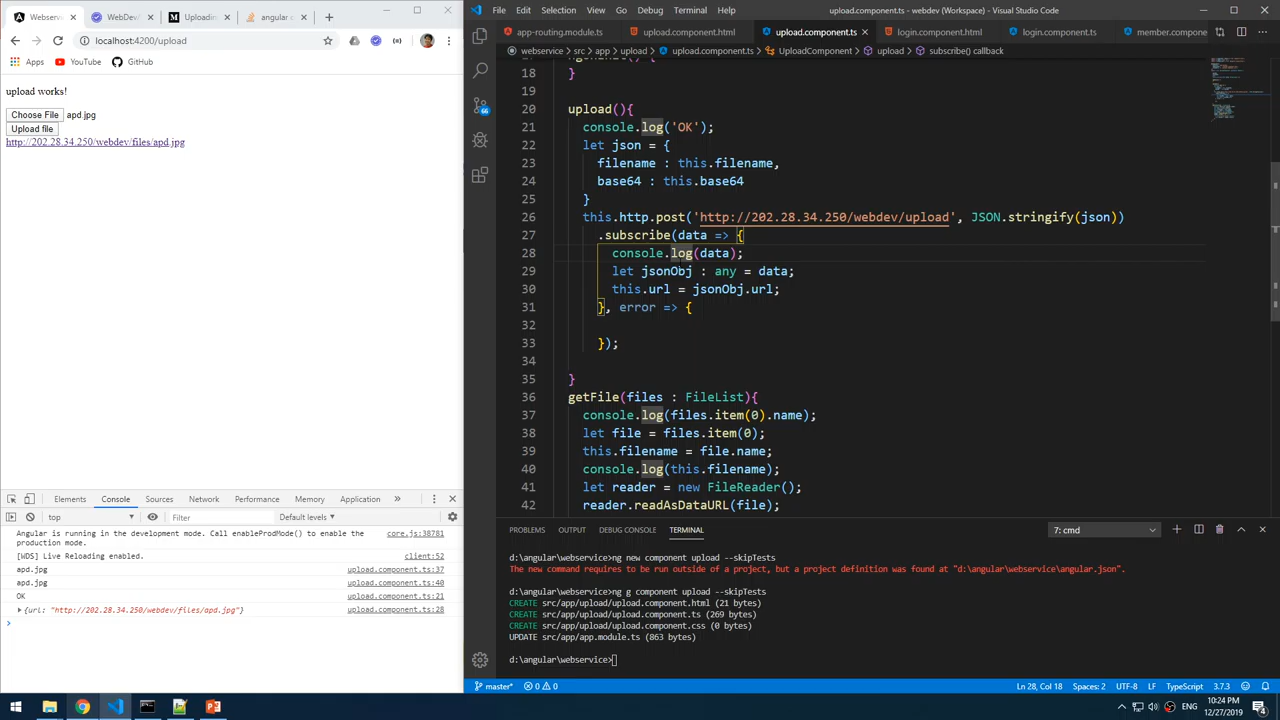 Webserv
WebDe
Uploading
angular c
localhost:4200/upload
Apps
YouTube
GitHub
upload works!
Choose File
apd.jpg
Upload file
http://202.28.34.250/webdev/files/apd.jpg
Elements
Console
Sources
Network
Performance
Memory
Application
top
Filter
Default levels
Angular is running in the development mode. Call enableProdMode() to enable the
production mode.
core.js:38781
[WDS] Live Reloading enabled.
client:52
apd.jpg
upload.component.ts:37
apd.jpg
upload.component.ts:40
OK
upload.component.ts:21
{url: "http://202.28.34.250/webdev/files/apd.jpg"}
upload.component.ts:28
File
Edit
Selection
View
Go
Debug
Terminal
Help
upload.component.ts - webdev (Workspace) - Visual Studio Code
app-routing.module.ts
upload.component.html
upload.component.ts
login.component.html
login.component.ts
member.compone
webservice > src > app > upload > upload.component.ts > UploadComponent > upload > subscribe() callback
18 }
19
20 upload(){
21 console.log('OK');
22 let json = {
23 filename : this.filename,
24 base64 : this.base64
25 }
26 this.http.post('http://202.28.34.250/webdev/upload', JSON.stringify(json))
27 .subscribe(data => {
28 console.log(data);
29 let jsonObj : any = data;
30 this.url = jsonObj.url;
31 }, error => {
32
33 });
34
35 }
36 getFile(files : FileList){
37 console.log(files.item(0).name);
38 let file = files.item(0);
39 this.filename = file.name;
40 console.log(this.filename);
41 let reader = new FileReader();
42 reader.readAsDataURL(file);
66
PROBLEMS
OUTPUT
DEBUG CONSOLE
TERMINAL
7: cmd
d:\angular\webservice>ng new component upload --skipTests
The new command requires to be run outside of a project, but a project definition was found at "d:\angular\webservice\angular.json".
d:\angular\webservice>ng g component upload --skipTests
CREATE src/app/upload/upload.component.html (21 bytes)
CREATE src/app/upload/upload.component.ts (269 bytes)
CREATE src/app/upload/upload.component.css (0 bytes)
UPDATE src/app/app.module.ts (863 bytes)
d:\angular\webservice>
master*
0
0
Ln 28, Col 18
Spaces: 2
UTF-8
LF
TypeScript
3.7.3
ENG
10:24 PM
12/27/2019
4